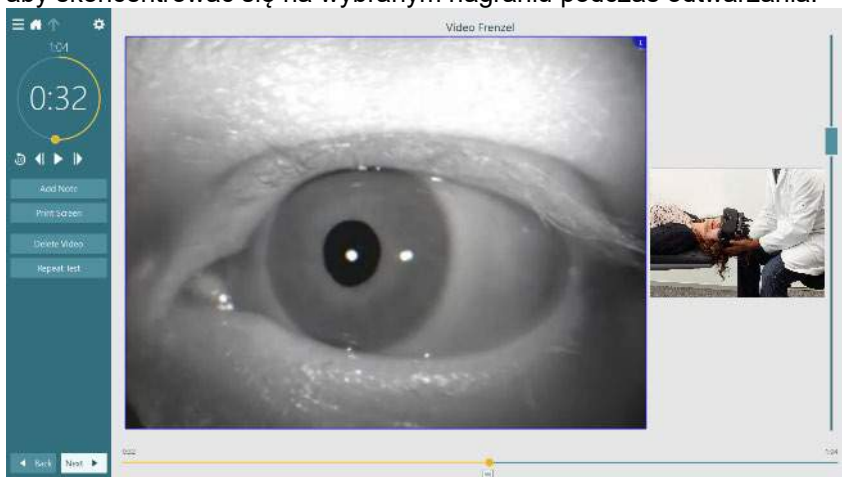 aby skoncentrować się na wybranym nagraniu podczas odtwarzania.
Video Frenzel
1:04
0:32
Add Note
Print Screen
Delete Video
Repeat Test
Back
Next
1:04
1